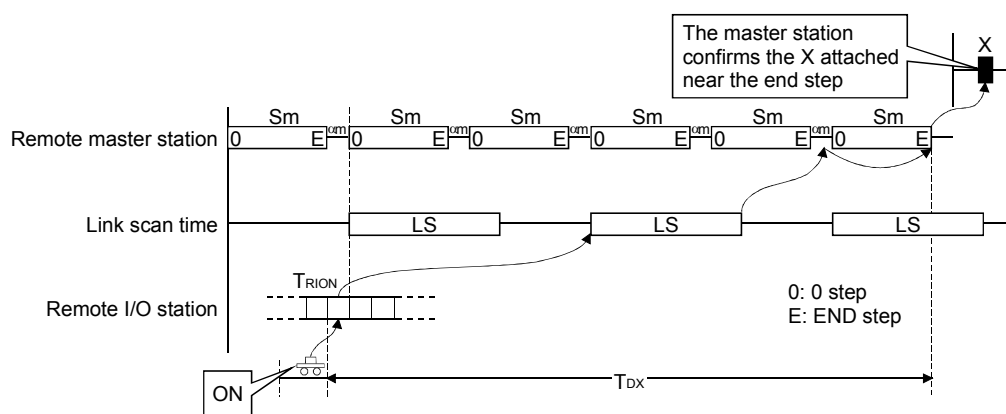 The master station
confirms the X attached
near the end step
X
Sm Sm Sm Sm Sm Sm
Remote master station 0 E αm 0 E αm 0 E αm 0 E αm 0 E αm 0 E
Link scan time LS LS LS
TRION
Remote I/O station
0: 0 step
E: END step
ON
TDX